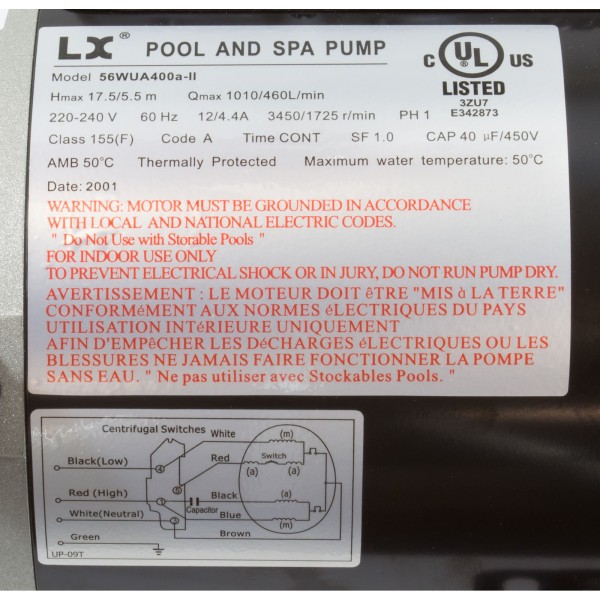 LX® POOL AND SPA PUMP
C UL® US
LISTED
3ZU7
E342873
Model 56WUA400a-II
Hmax 17.5/5.5 m Qmax 1010/460L/min
220-240 V 60 Hz 12/4.4A 3450/1725 r/min PH 1
Class 155(F) Code A Time CONT SF 1.0 CAP 40 µF/450V
AMB 50°C Thermally Protected Maximum water temperature: 50°C
Date: 2001
WARNING: MOTOR MUST BE GROUNDED IN ACCORDANCE
WITH LOCAL AND NATIONAL ELECTRIC CODES.
" Do Not Use with Storable Pools "
FOR INDOOR USE ONLY
TO PREVENT ELECTRICAL SHOCK OR IN JURY, DO NOT RUN PUMP DRY.
AVERTISSEMENT : LE MOTEUR DOIT êTRE "MIS à LA TERRE"
CONFORMéMENT AUX NORMES éLECTRIQUES DU PAYS
UTILISATION INTéRIEURE UNIQUEMENT
AFIN D'EMPêCHER LES DéCHARGES éLECTRIQUES OU LES
BLESSURES NE JAMAIS FAIRE FONCTIONNER LA POMPE
SANS EAU. " Ne pas utiliser avec Stockables Pools. "
Centrifugal Switches
White
(m)
Black(Low)
4
Red
Switch
(a)
(a)
Red (High)
1
Black
(a)
Capacitor
White(Neutral)
Blue
(m)
3
Green
Brown
UP-09T